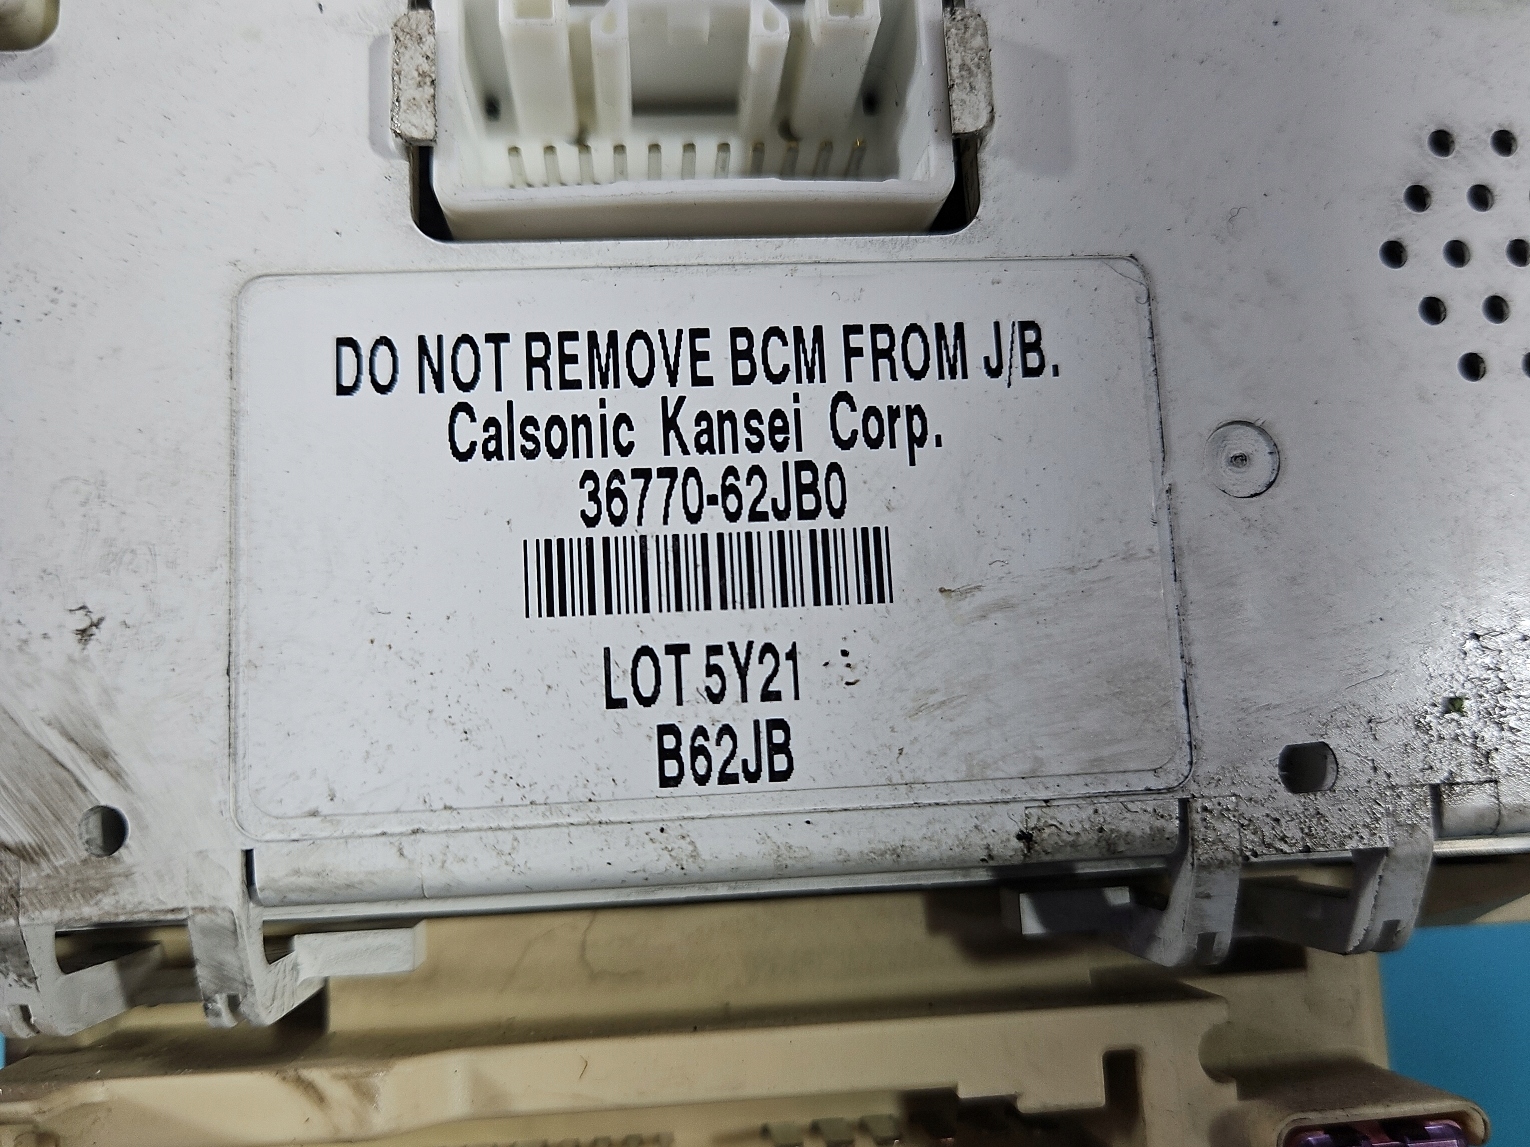 DO NOT REMOVE BCM FROM J/B.
Calsonic Kansei Corp.
36770-62JB0
LOT 5Y21
B62JB